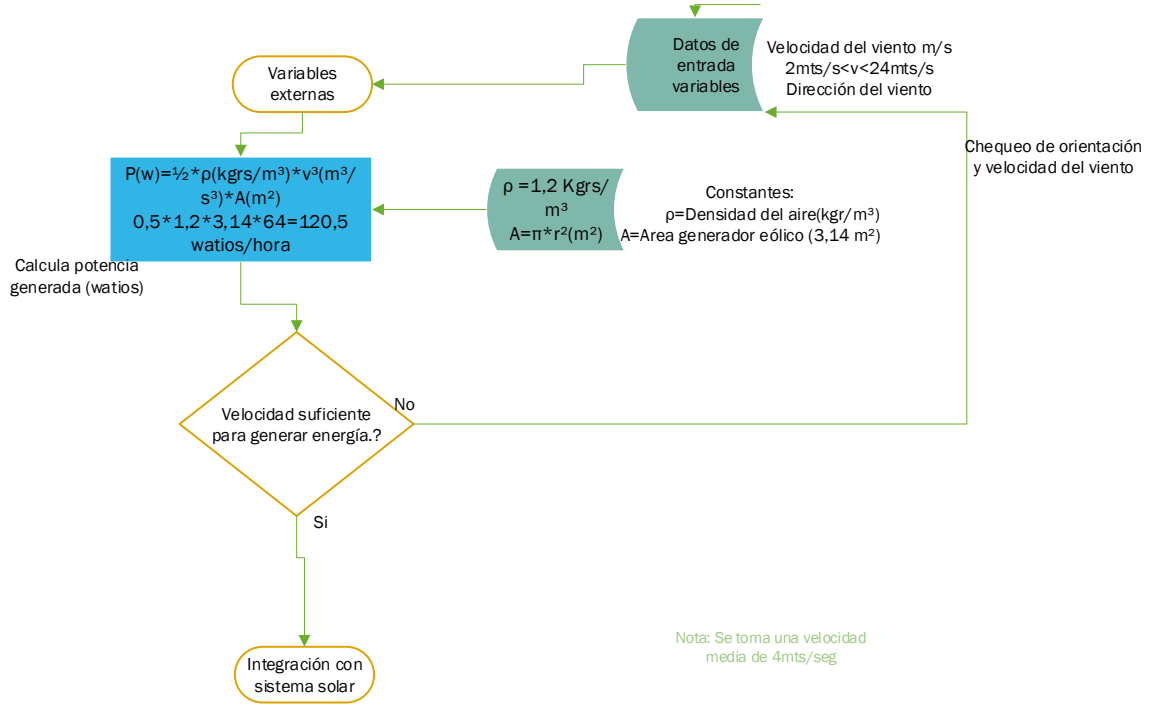 Datos de
entrada
variables
Velocidad del viento m/s
2mts/s<v<24mts/s
Dirección del viento
Variables
externas
Chequeo de orientación
y velocidad del viento
P(w)=½*ρ(kgrs/m³)*v³(m³/
s³)*A(m²)
0,5*1,2*3,14*64=120,5
watios/hora
ρ =1,2 Kgrs/
m³
A=π*r²(m²)
Constantes:
ρ=Densidad del aire(kgr/m³)
A=Area generador eólico (3,14 m²)
Calcula potencia
generada (watios)
Velocidad suficiente
para generar energía.?
No
Si
Nota: Se toma una velocidad
media de 4mts/seg
Integración con
sistema solar